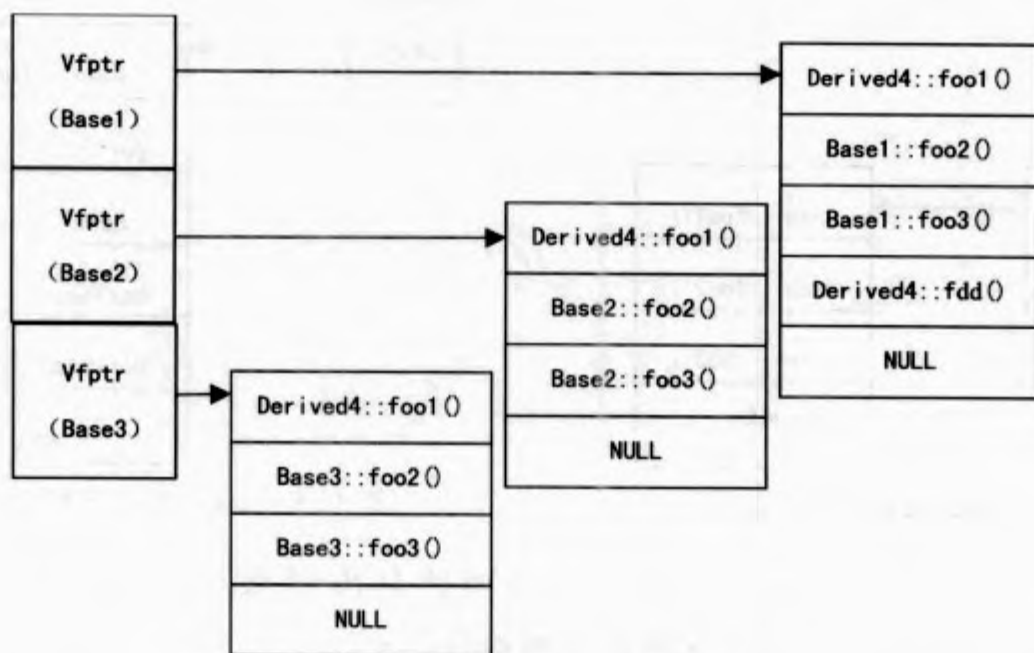 Vfptr
(Base1)
Vfptr
(Base2)
Vfptr
(Base3)
Derived4::foo1()
Base1::foo2()
Base1::foo3()
Derived4::fdd()
NULL
Derived4::foo1()
Base2::foo2()
Base2::foo3()
NULL
Derived4::foo1()
Base3::foo2()
Base3::foo3()
NULL